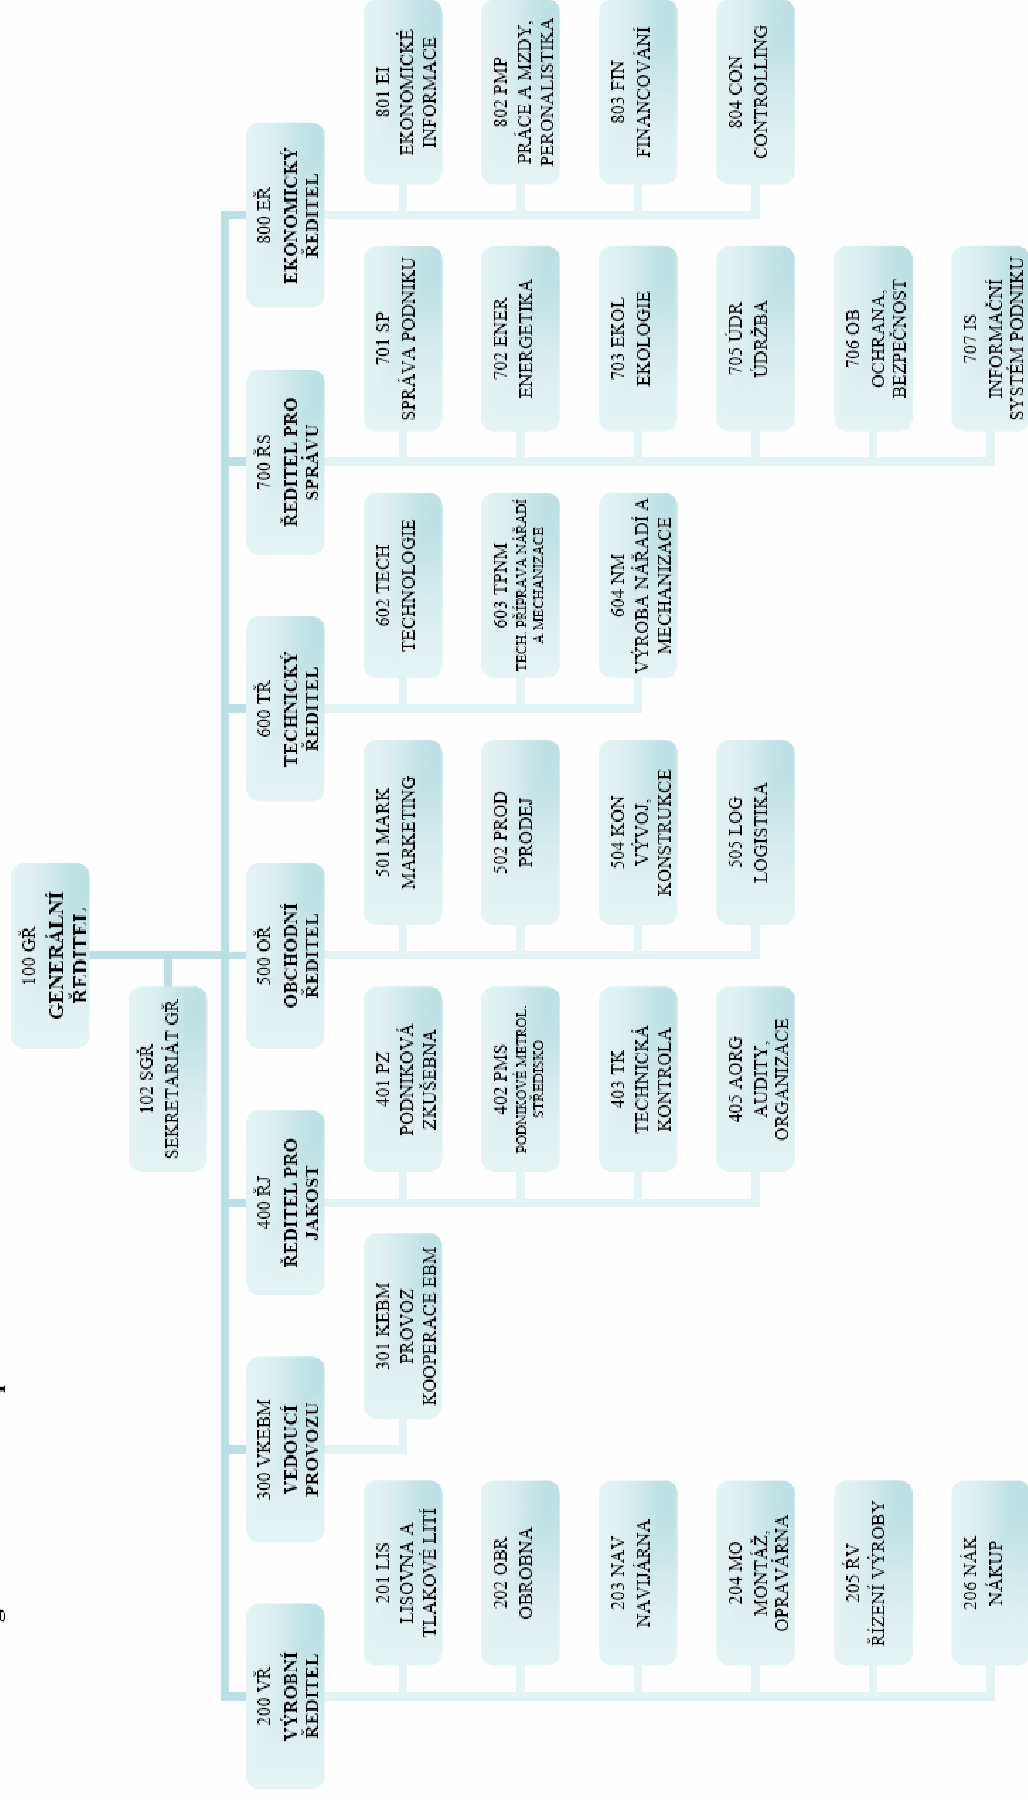 100 GŘ
GENERÁLNÍ
ŘEDITEL
102 SGŘ
SEKRETARIÁT GŘ
200 VŘ
VÝROBNÍ
ŘEDITEL
201 LIS
LISOVNA A
TLAKOVÉ LITÍ
202 OBR
OBROBNA
203 NAV
NAVIJÁRNA
204 MO
MONTÁŽ,
OPRAVÁRNA
205 ŘV
ŘÍZENÍ VÝROBY
206 NÁK
NÁKUP
300 VKEBM
VEDOUCÍ
PROVOZU
301 KEBM
PROVOZ
KOOPERACE EBM
400 ŘJ
ŘEDITEL PRO
JAKOST
401 PZ
PODNIKOVÁ
ZKUŠEBNA
402 PMS
PODNIKOVÉ METROL.
STŘEDISKO
403 TK
TECHNICKÁ
KONTROLA
405 AORG
AUDITY,
ORGANIZACE
500 OŘ
OBCHODNÍ
ŘEDITEL
501 MARK
MARKETING
502 PROD
PRODEJ
504 KON
VÝVOJ,
KONSTRUKCE
505 LOG
LOGISTIKA
600 TŘ
TECHNICKÝ
ŘEDITEL
602 TECH
TECHNOLOGIE
603 TPNM
TECH. PŘÍPRAVA NÁŘADÍ
A MECHANIZACE
604 NM
VÝROBA NÁŘADÍ A
MECHANIZACE
700 ŘS
ŘEDITEL PRO
SPRÁVU
701 SP
SPRÁVA PODNIKU
702 ENER
ENERGETIKA
703 EKOL
EKOLOGIE
705 ÚDR
ÚDRŽBA
706 OB
OCHRANA,
BEZPEČNOST
707 IS
INFORMAČNÍ
SYSTÉM PODNIKU
800 EŘ
EKONOMICKÝ
ŘEDITEL
801 EI
EKONOMICKÉ
INFORMACE
802 PMP
PRÁCE A MZDY,
PERONALISTIKA
803 FIN
FINANCOVÁNÍ
804 CON
CONTROLLING